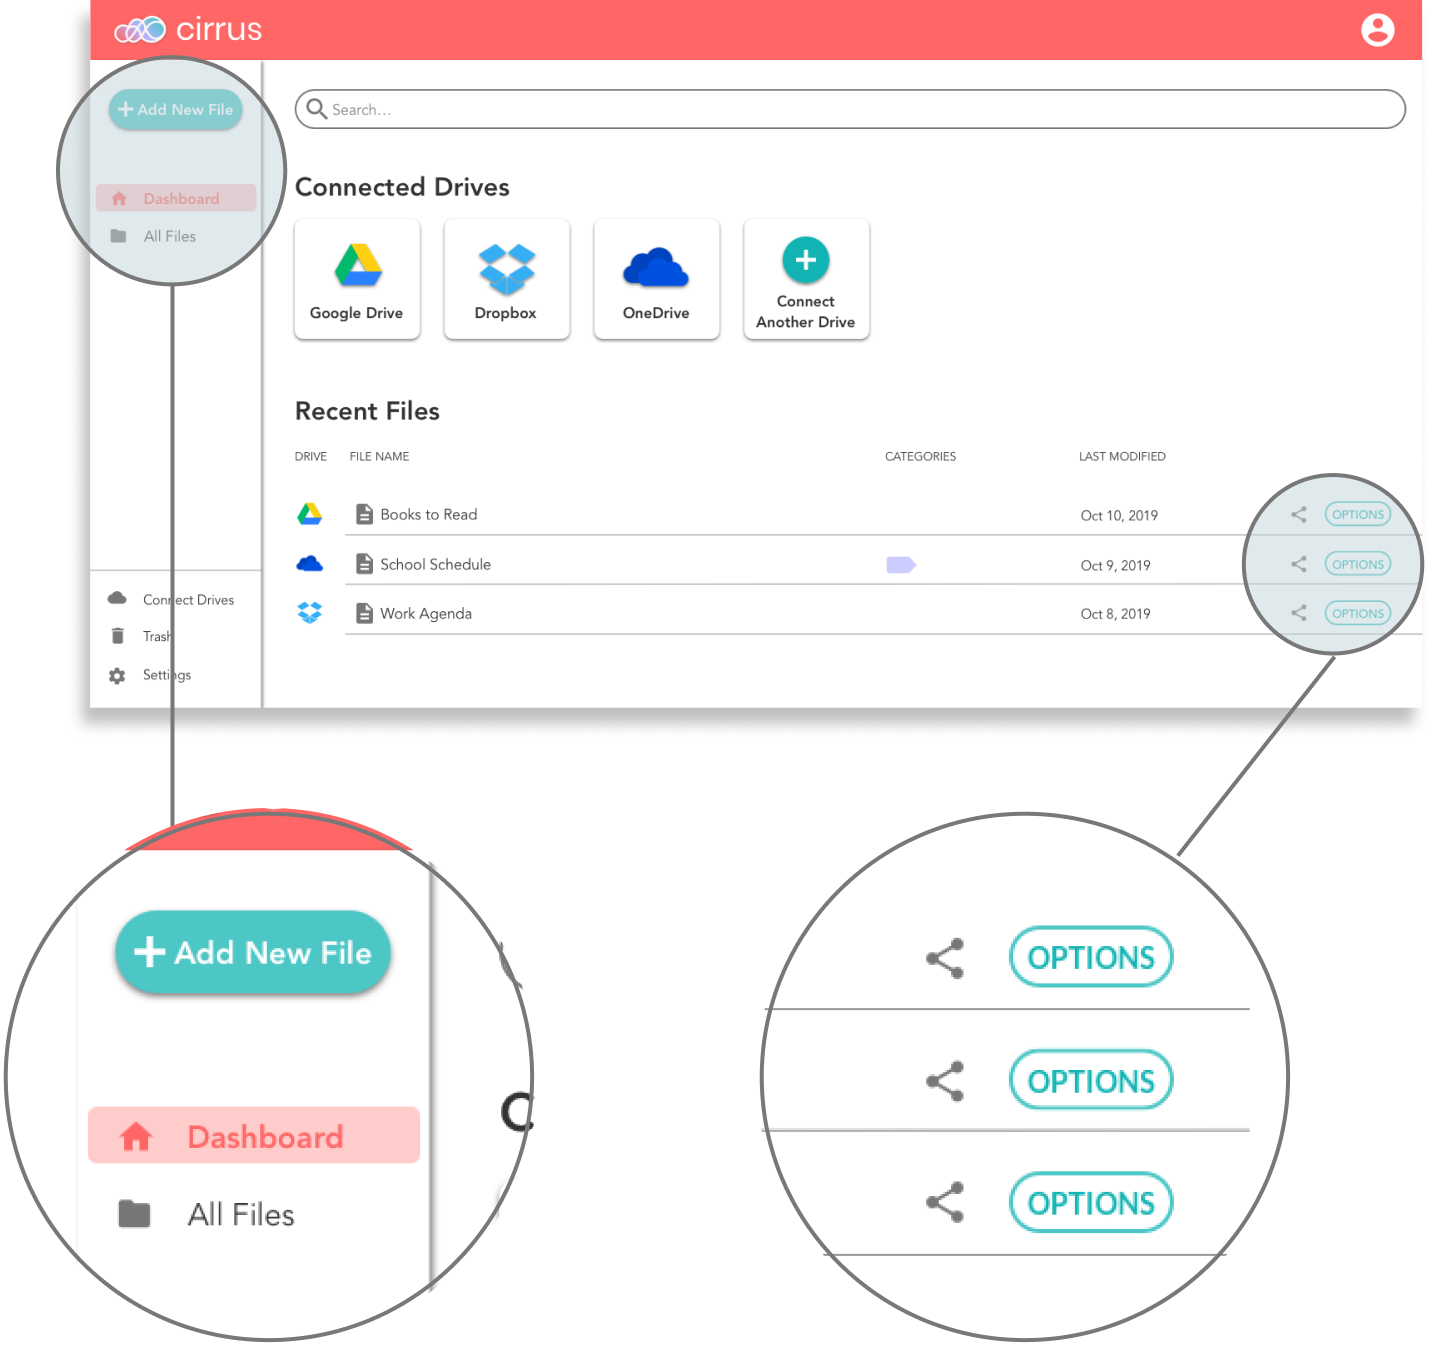 cirrus
Add New File
Search...
Dashboard
All Files
Connected Drives
Google Drive
Dropbox
OneDrive
Connect
Another Drive
Recent Files
DRIVE FILE NAME CATEGORIES LAST MODIFIED
Books to Read Oct 10, 2019 OPTIONS
School Schedule Oct 9, 2019 OPTIONS
Work Agenda Oct 8, 2019 OPTIONS
Connect Drives
Trash
Settings
Add New File
Dashboard
All Files
C
OPTIONS
OPTIONS
OPTIONS